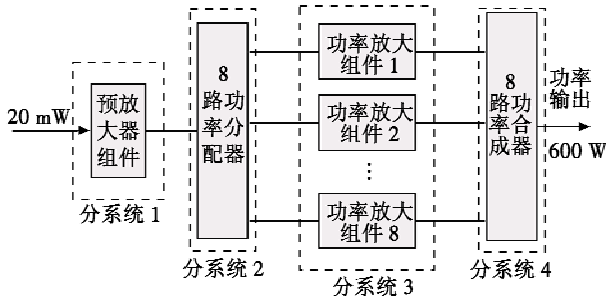 20 mW
预放
大器
组件
分系统 1
8
路功
率分
配器
分系统 2
功率放大
组件 1
功率放大
组件 2
⋮
功率放大
组件 8
分系统 3
8
路功
率合
成器
分系统 4
功率
输出
600 W